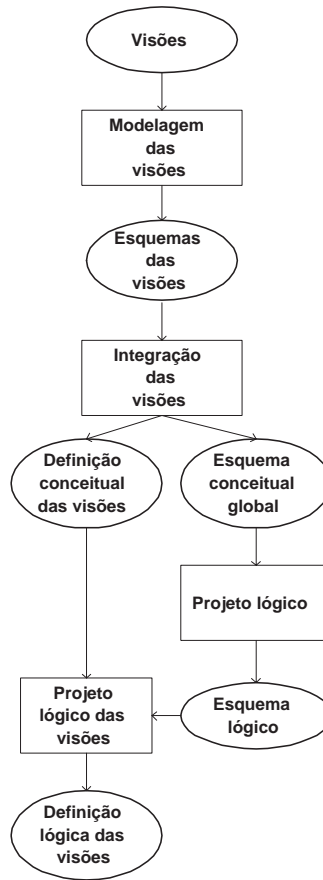 Visões
Modelagem
das
visões
Esquemas
das
visões
Integração
das
visões
Definição
conceitual
das visões
Esquema
conceitual
global
Projeto lógico
Projeto
lógico das
visões
Esquema
lógico
Definição
lógica das
visões